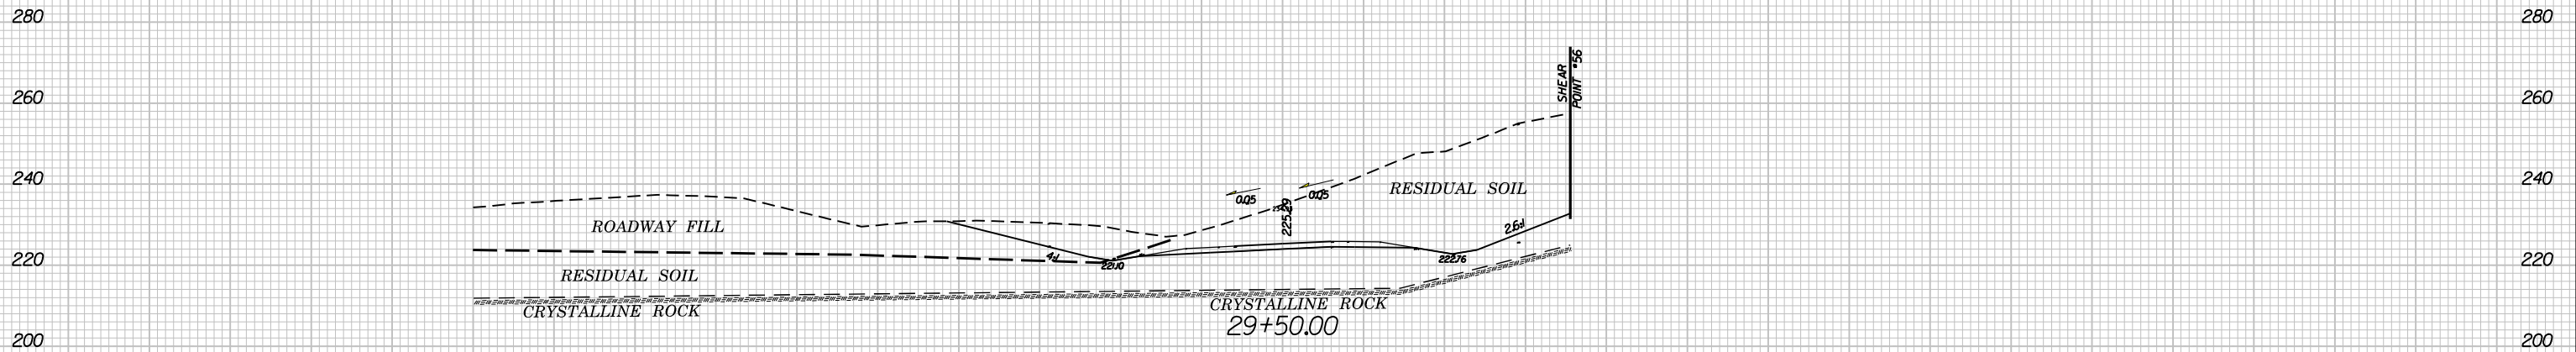 280 280
SHEAR
POINT #56
260 260
240 240
RESIDUAL SOIL
0.05 0.05
225.29
ROADWAY FILL
2.6:1
4:1
220 220
221.10
222.76
RESIDUAL SOIL
CRYSTALLINE ROCK
CRYSTALLINE ROCK
29+50.00
200 200